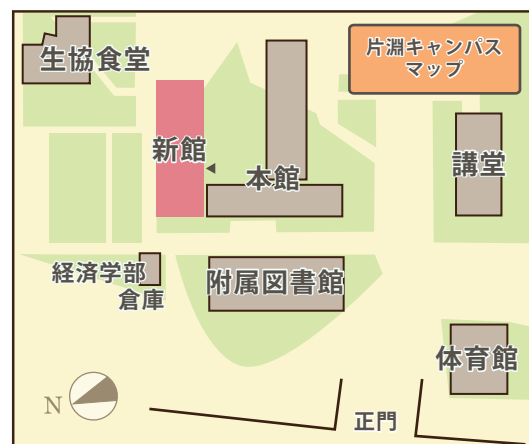 片淵キャンパス
マップ
生協食堂
新館
本館
講堂
経済学部
倉庫
附属図書館
体育館
N
正門